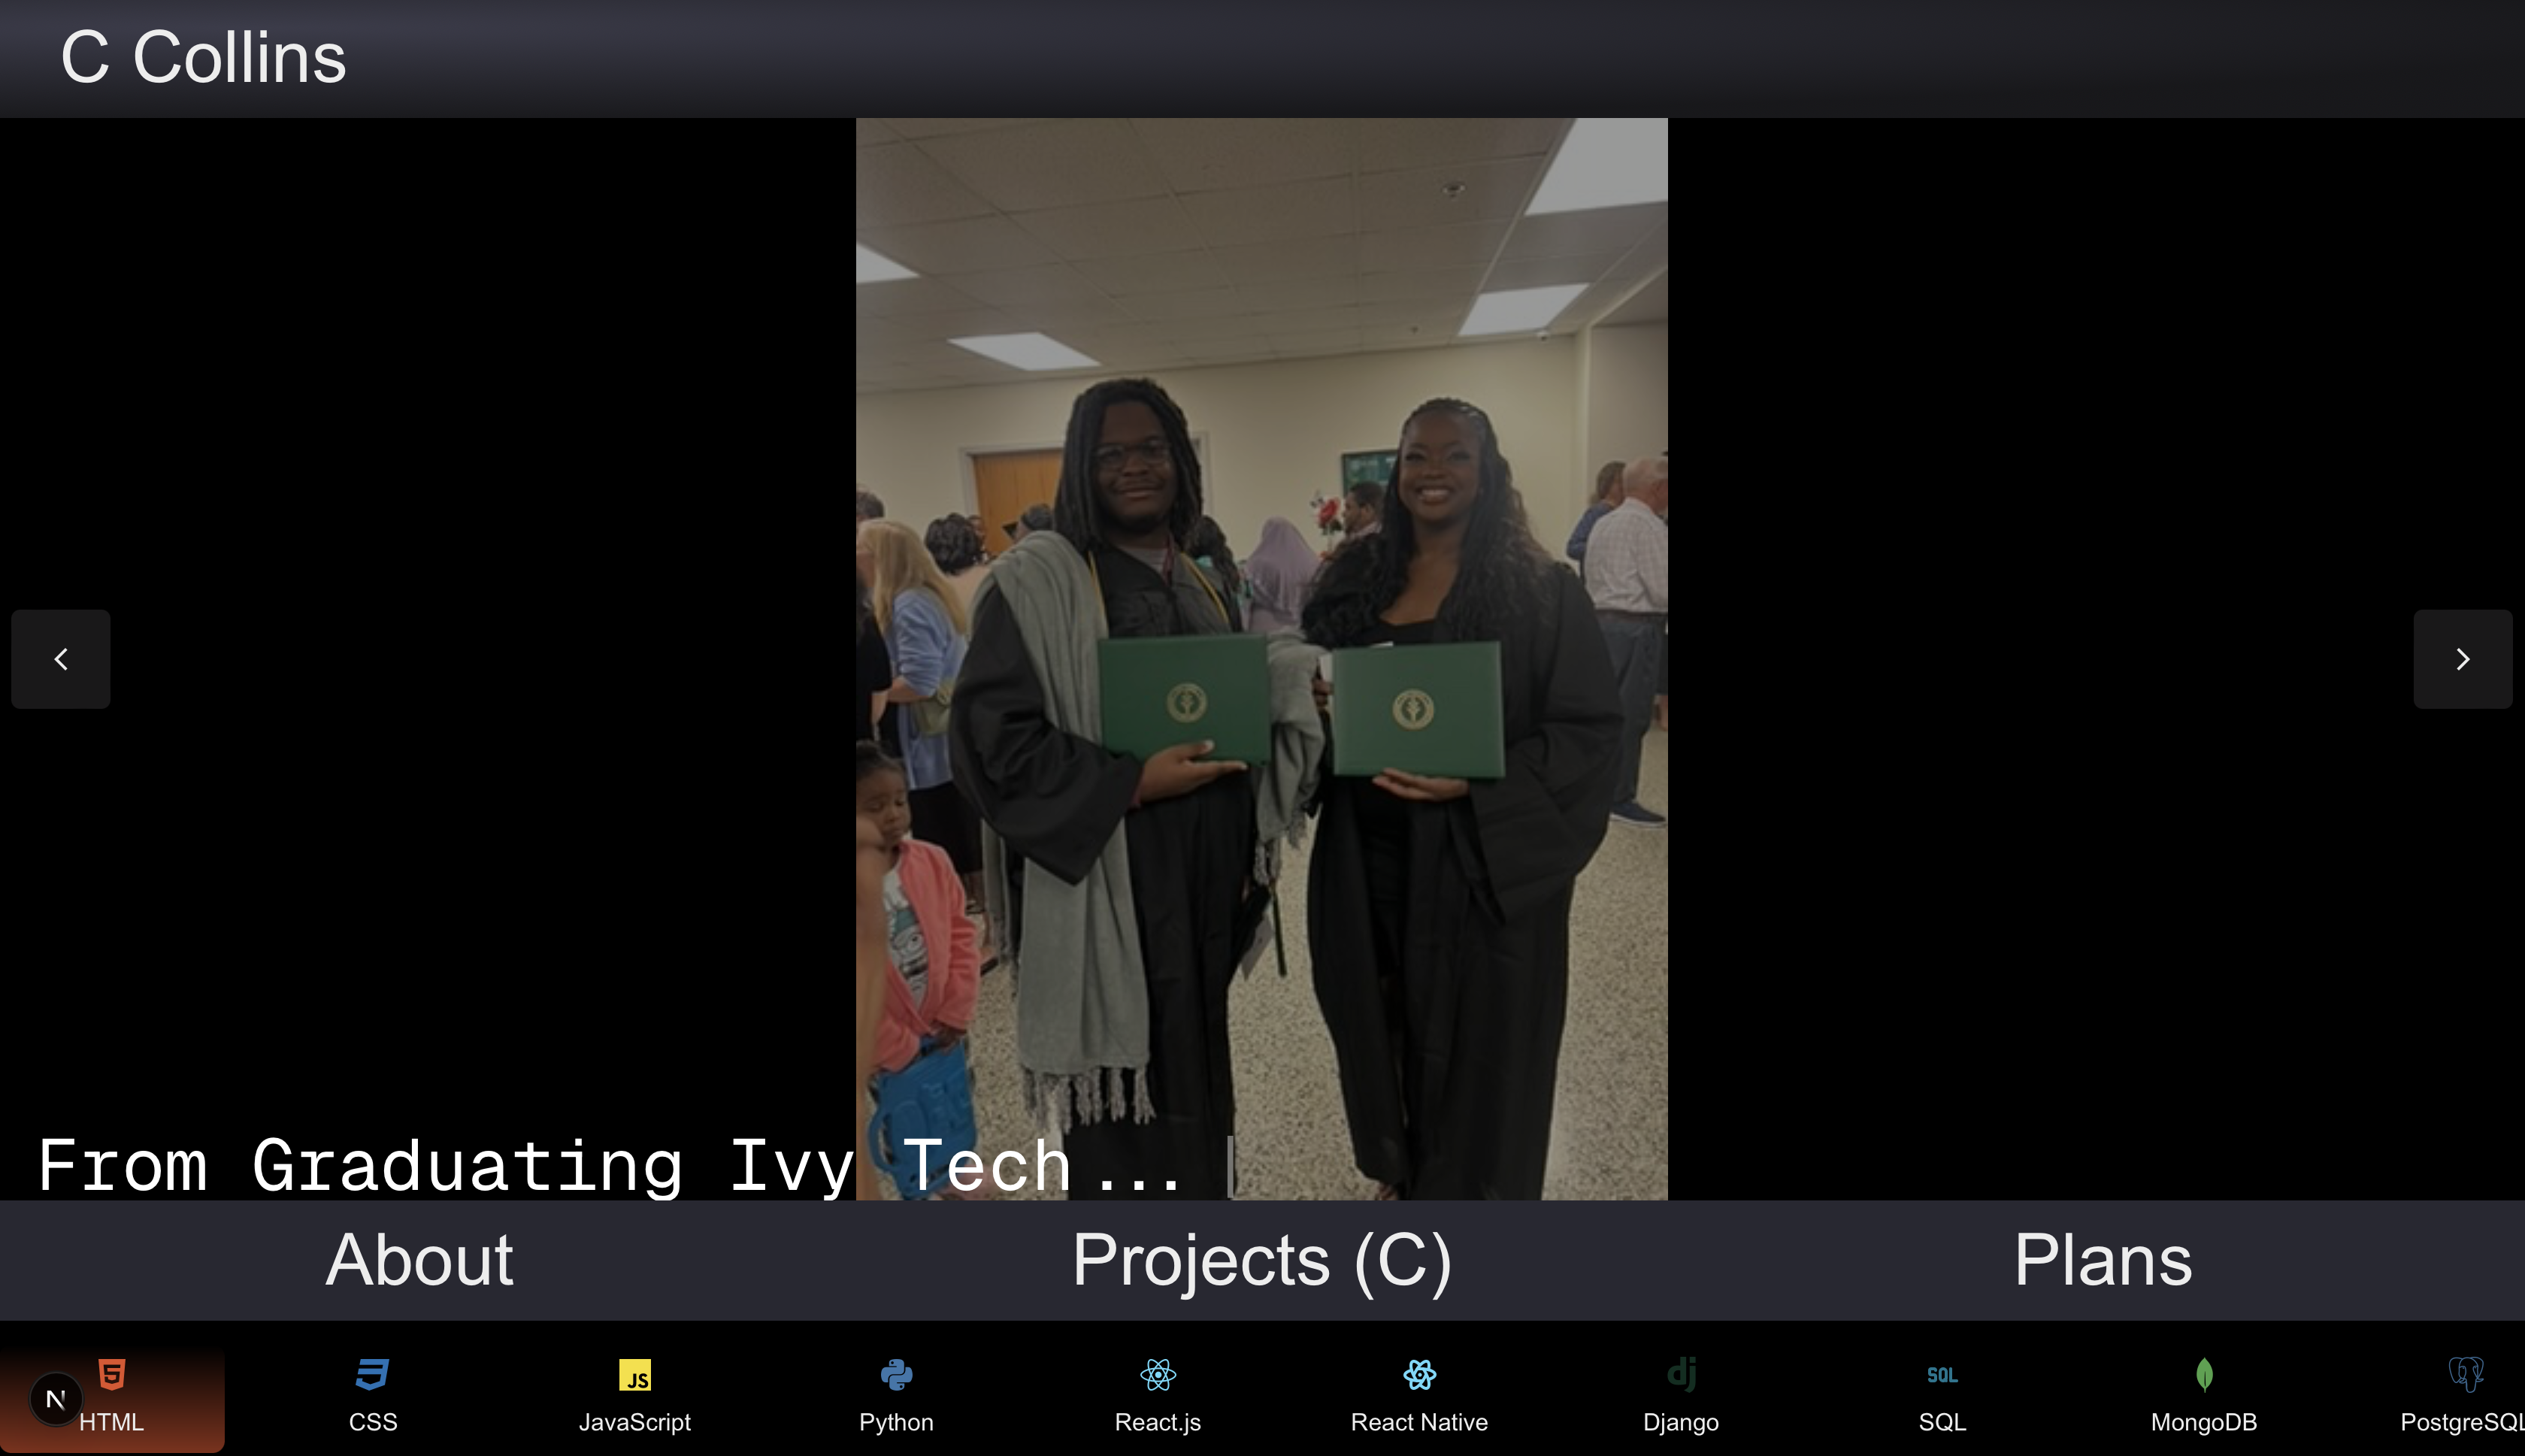 C Collins
From Graduating Ivy Tech ...
About
Projects (C)
Plans
HTML
CSS
JavaScript
Python
React.js
React Native
Django
SQL
MongoDB
PostgreSQL
5
JS
dj
SQL
N